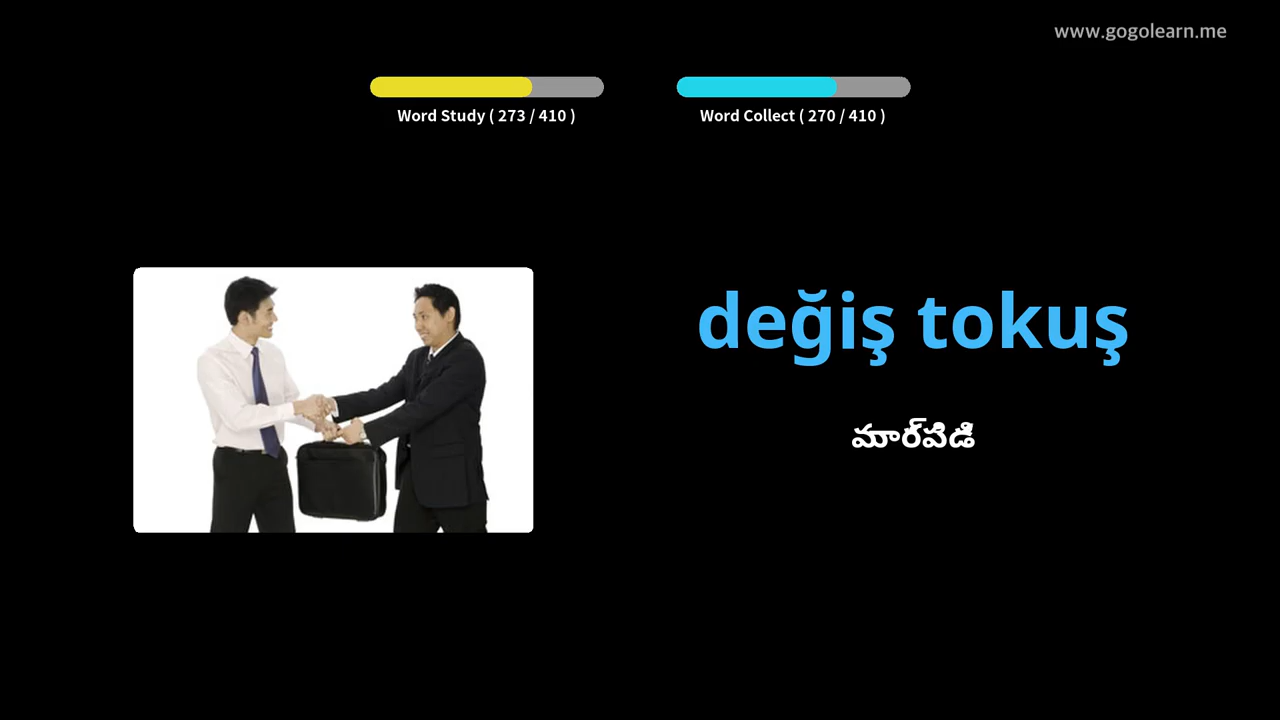 www.gogolearn.me
Word Study ( 273 / 410 )
Word Collect ( 270 / 410 )
değiş tokuş
మార్‌పిడి